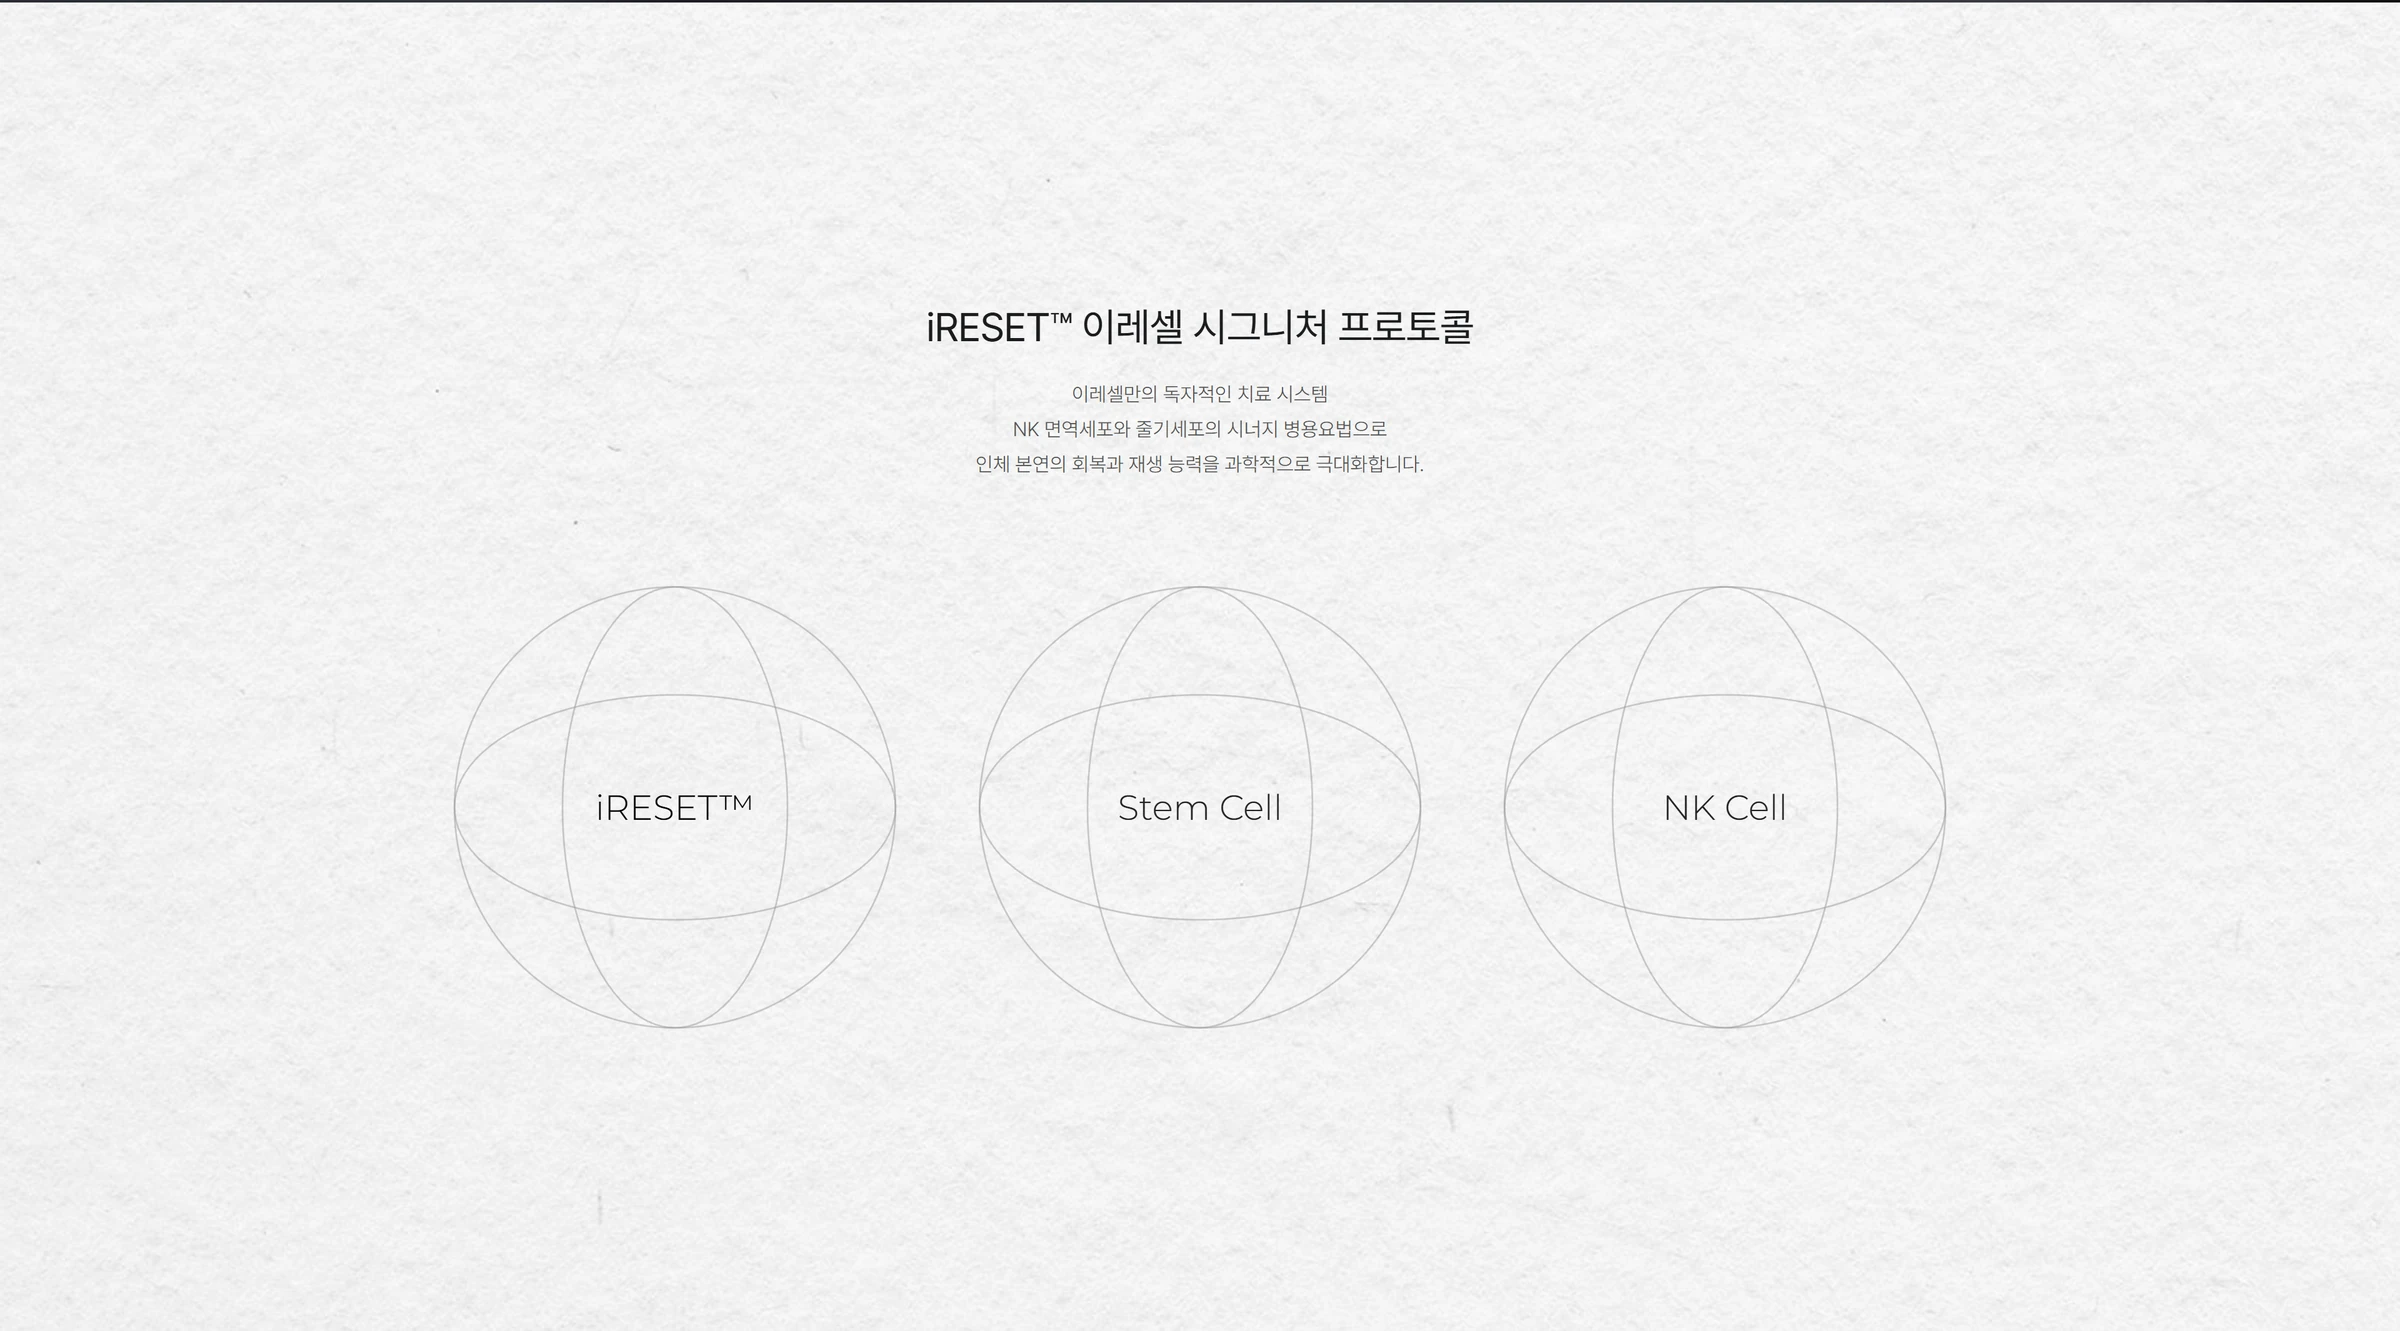 iRESET™ 이레셀 시그니처 프로토콜
이레셀만의 독자적인 치료 시스템
NK 면역세포와 줄기세포의 시너지 병용요법으로
인체 본연의 회복과 재생 능력을 과학적으로 극대화합니다.
iRESET™
Stem Cell
NK Cell